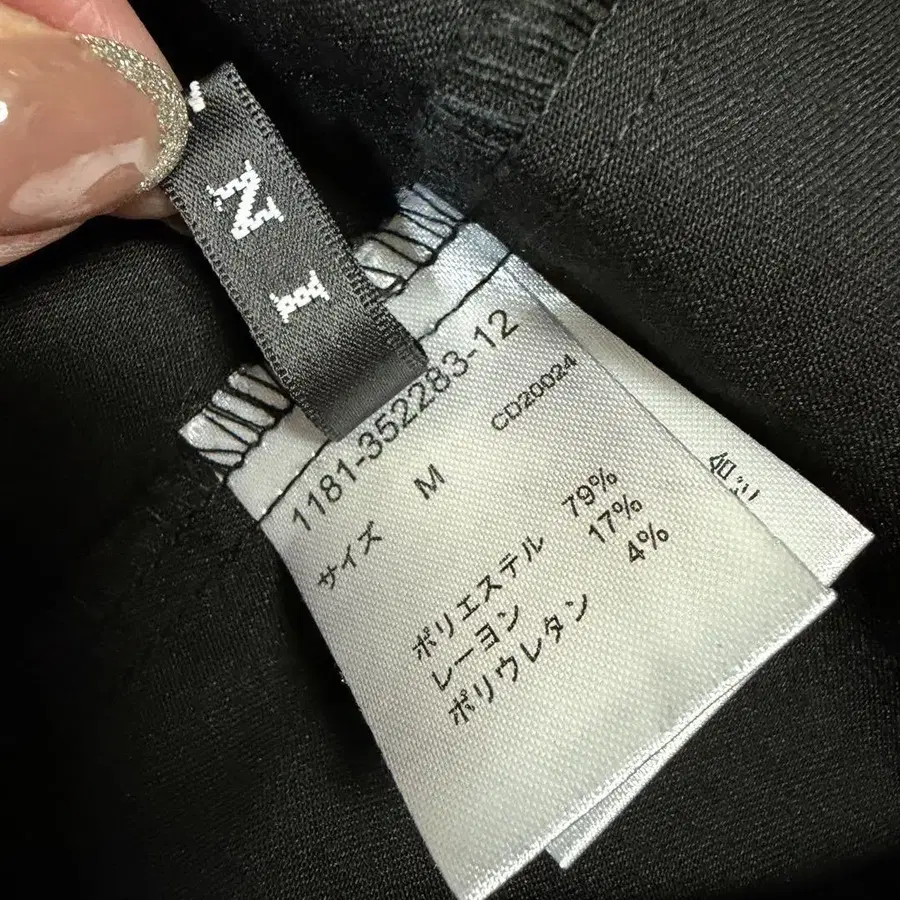 N I
1181-352283-12
CD20024
サイズ M
ポリエステル 79%
レーヨン 17%
ポリウレタン 4%